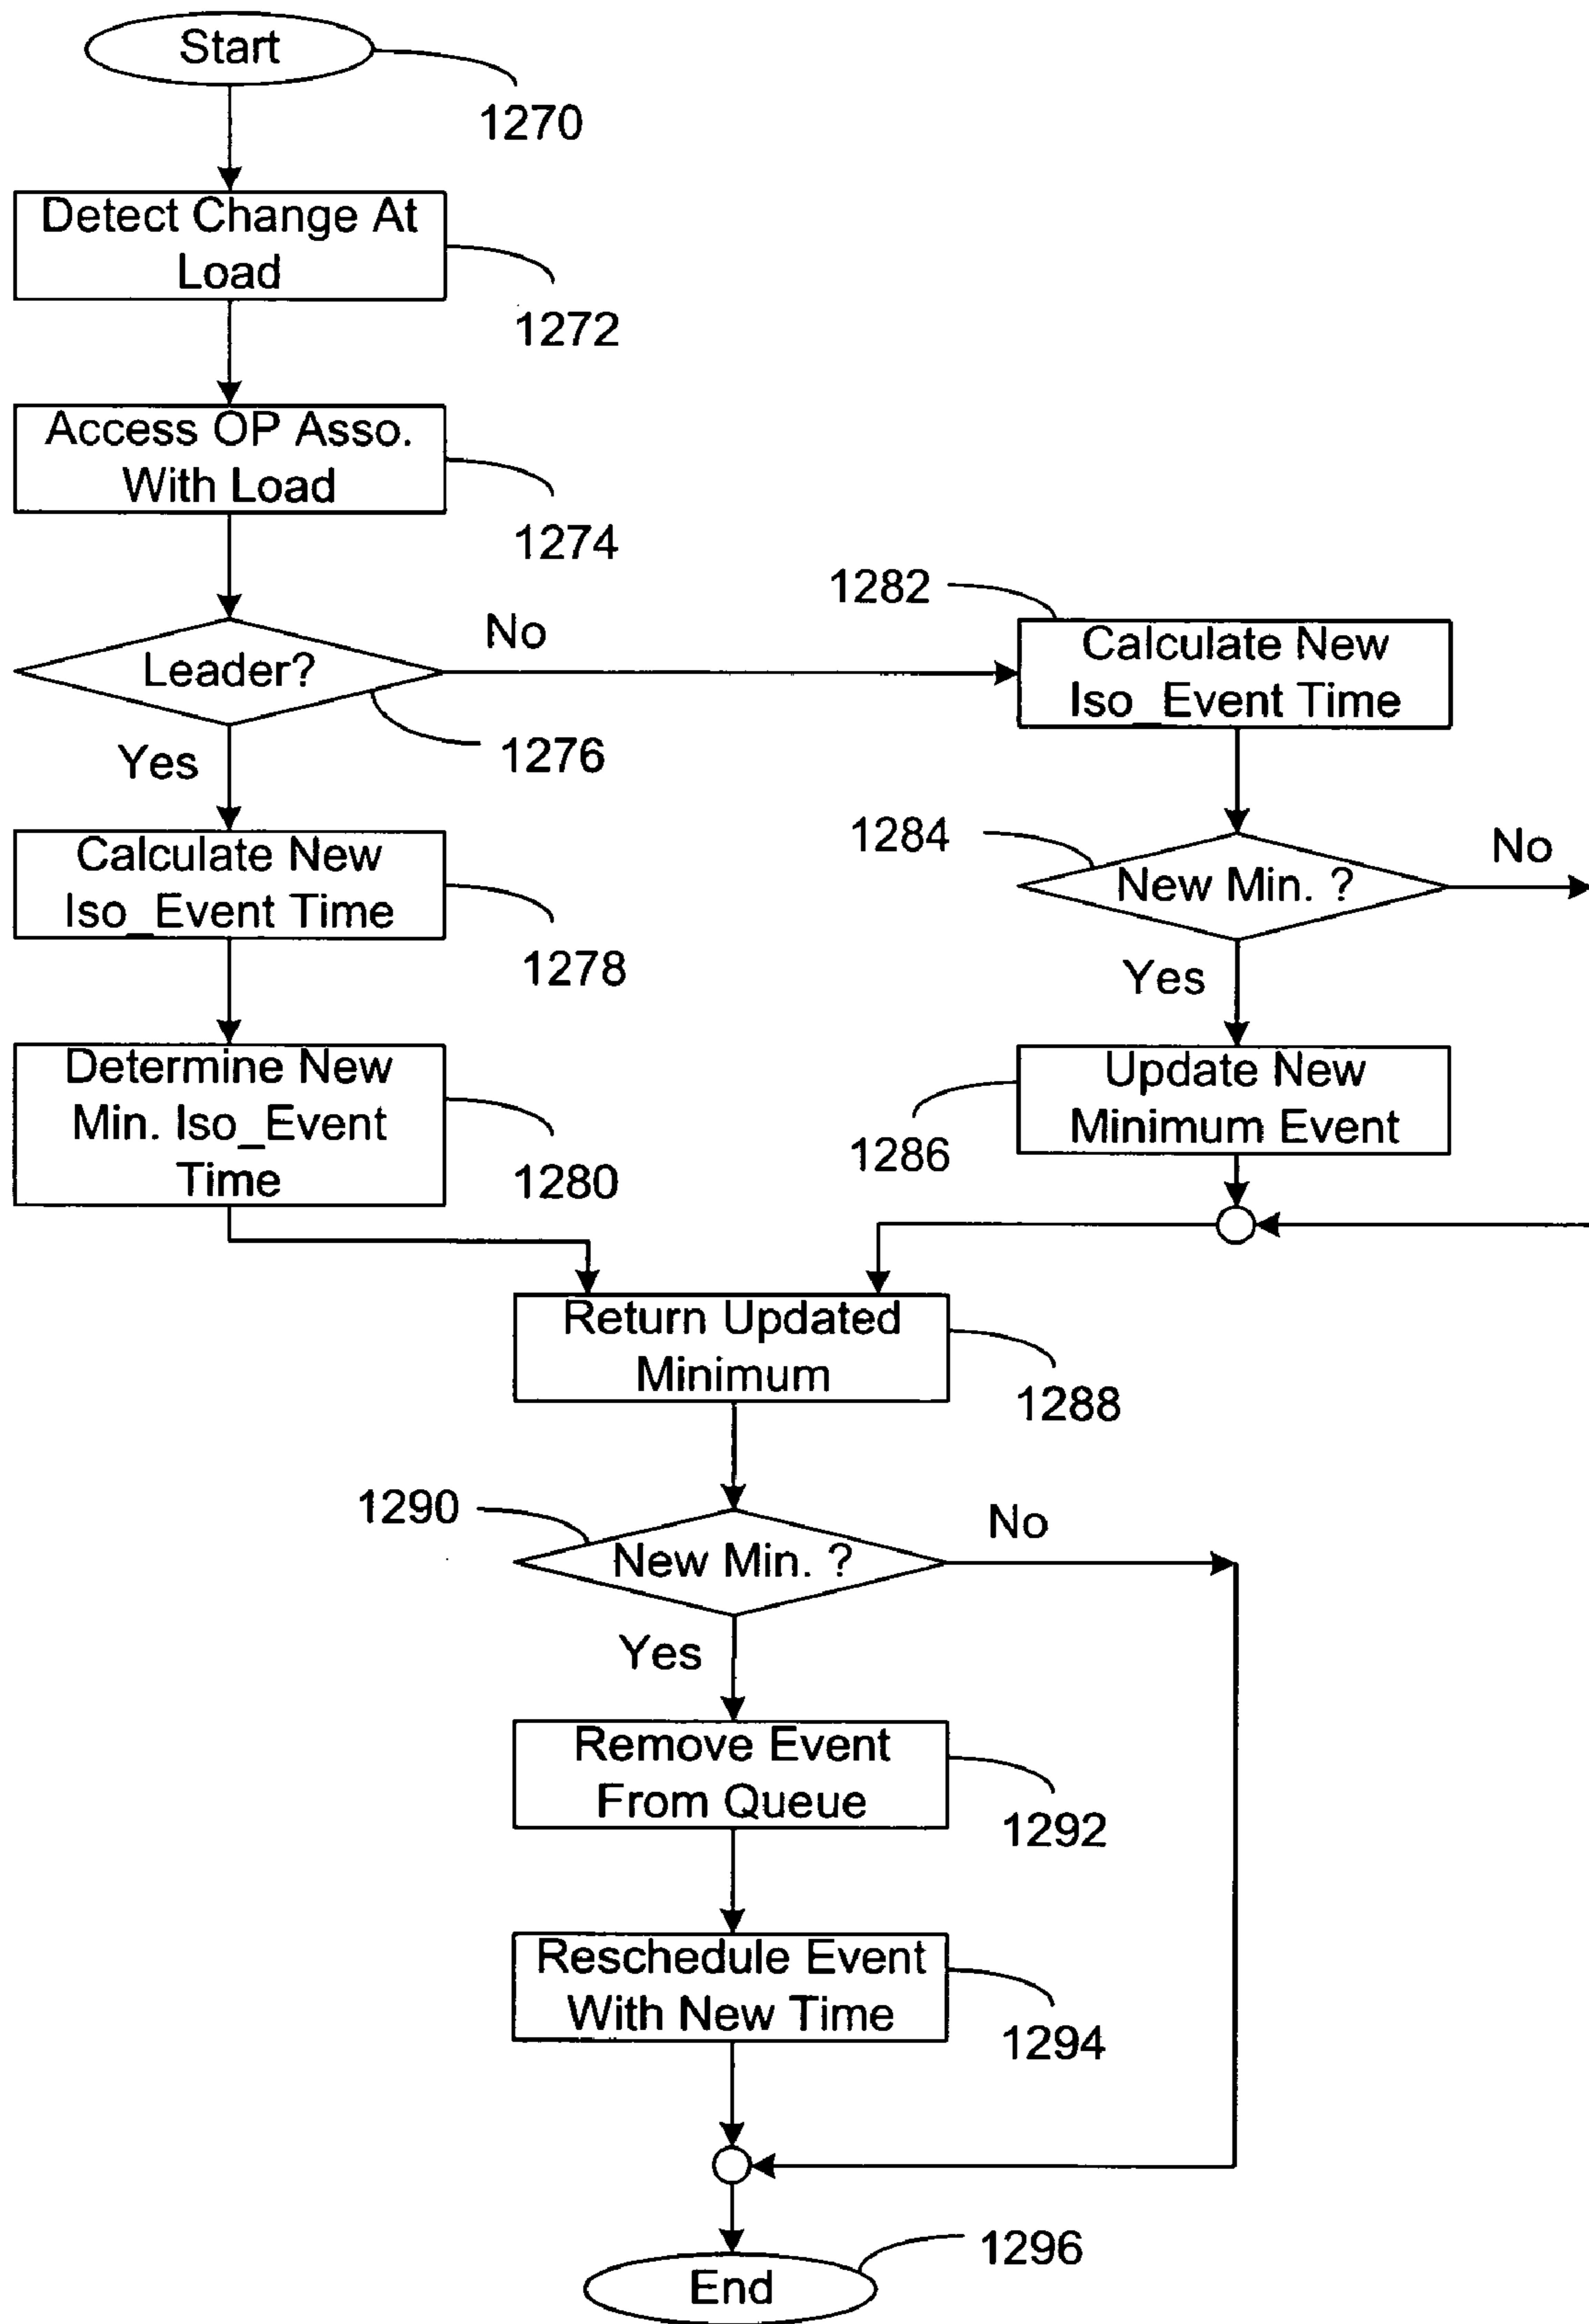 Start
1270
Detect Change At
Load
1272
Access OP Asso.
With Load
1274
Leader?
No
1276
Yes
1282
Calculate New
Iso_Event Time
Calculate New
Iso_Event Time
1278
1284
New Min. ?
No
Yes
Determine New
Min. Iso_Event
Time
1280
Update New
Minimum Event
1286
Return Updated
Minimum
1288
1290
New Min. ?
No
Yes
Remove Event
From Queue
1292
Reschedule Event
With New Time
1294
End
1296